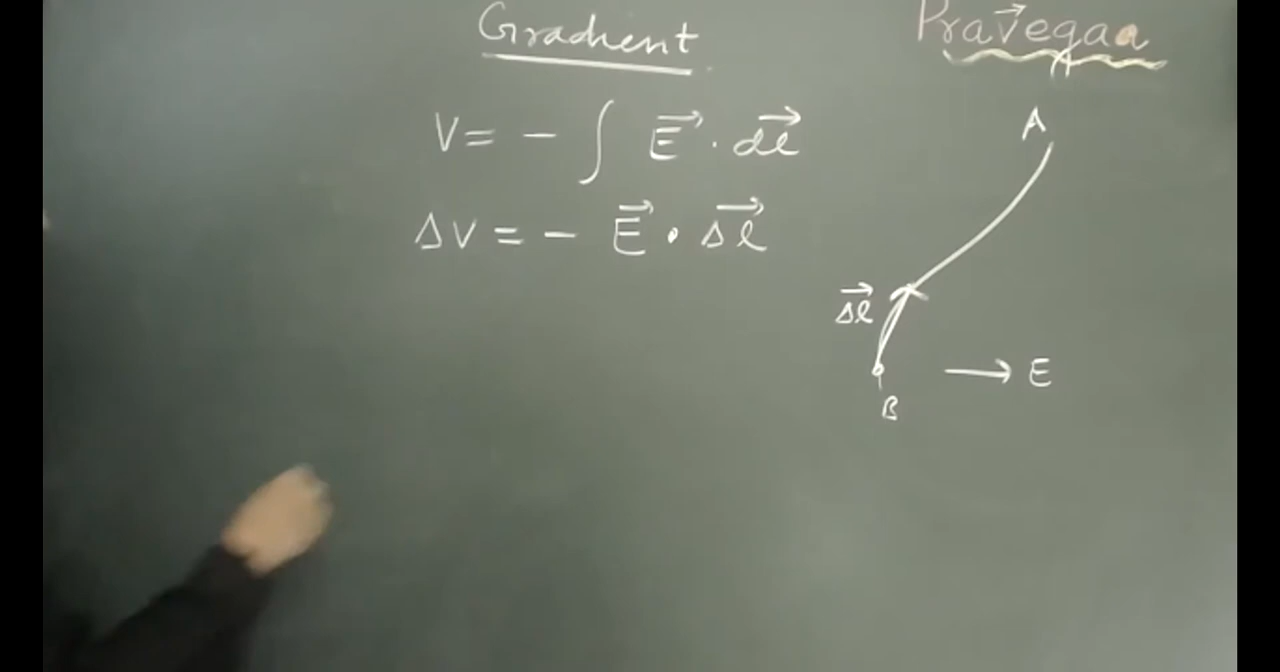 Gradient
Pravegaa
V = - ∫ E⃗ . dl⃗
ΔV = - E⃗ . Δl⃗
A
Δl⃗
E
B